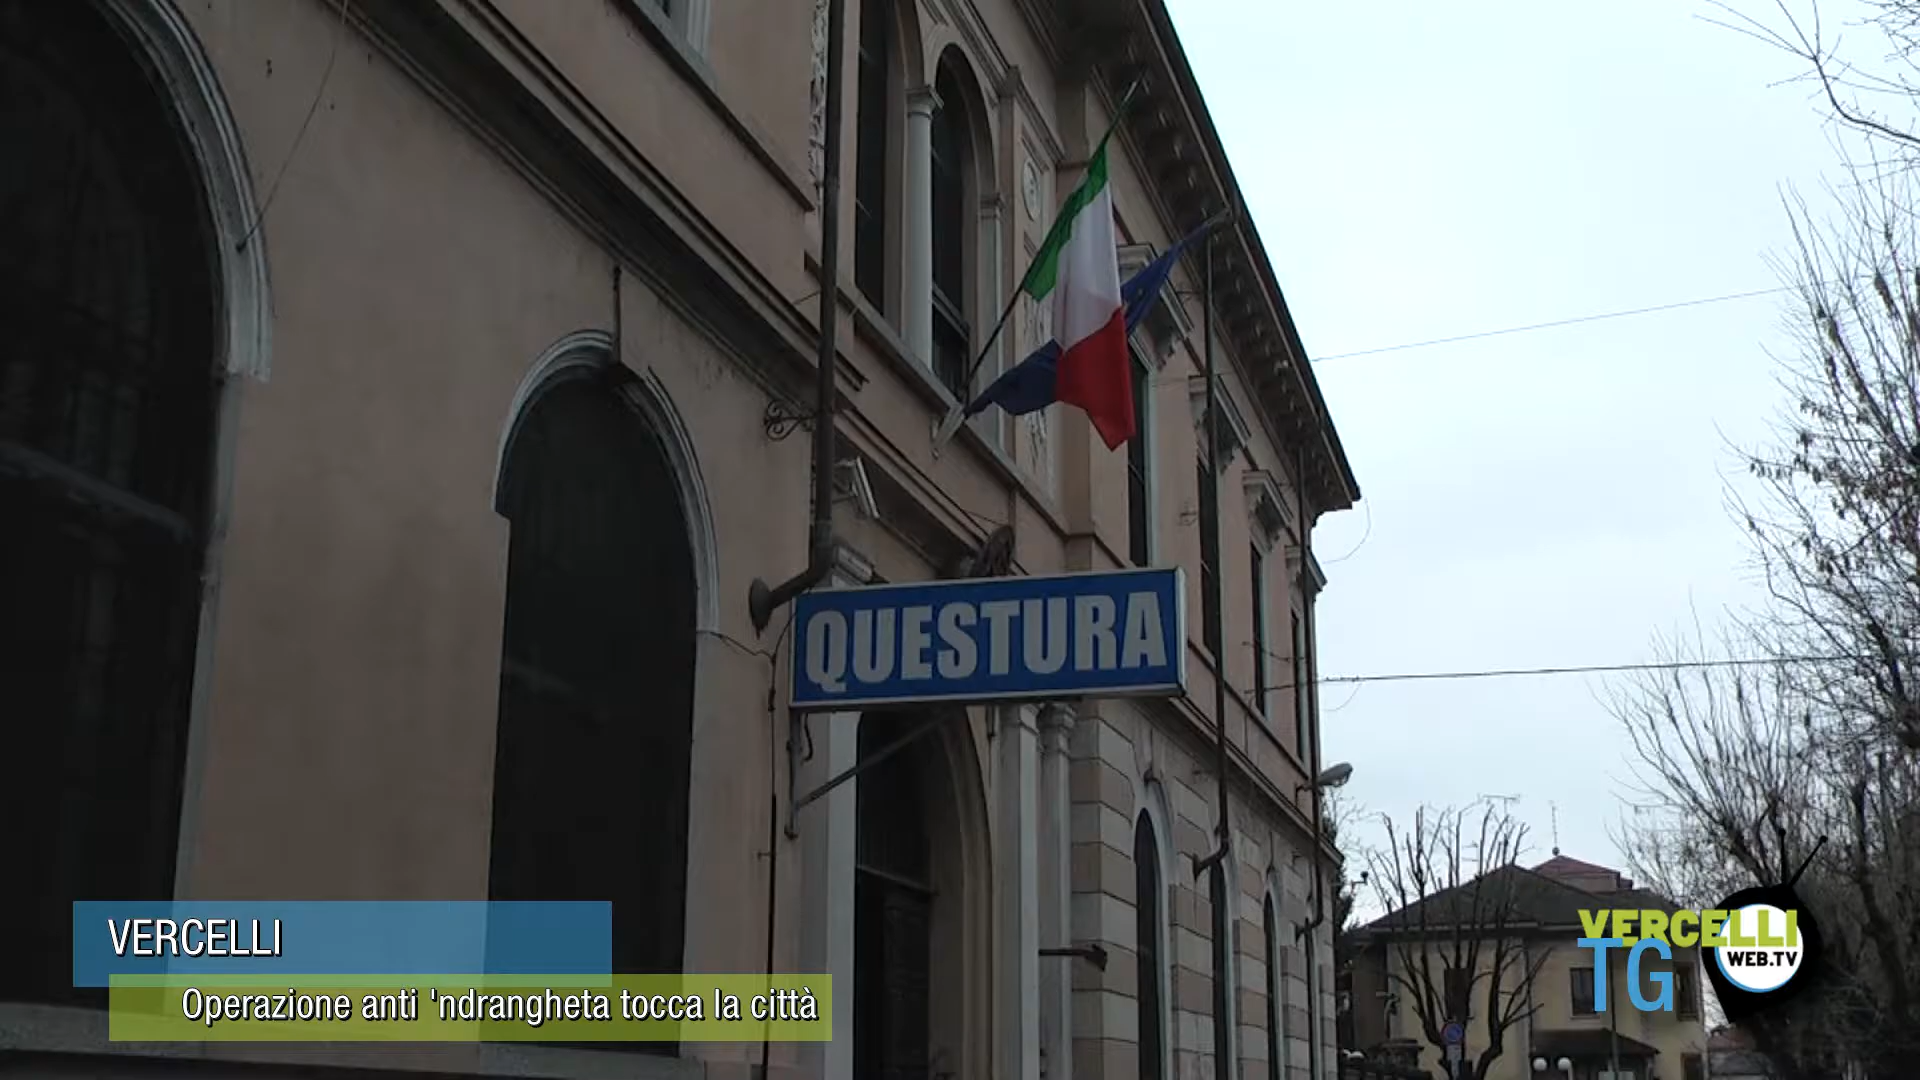 QUESTURA
VERCELLI
Operazione anti 'ndrangheta tocca la città
VERCELLI
WEB.TV
TG